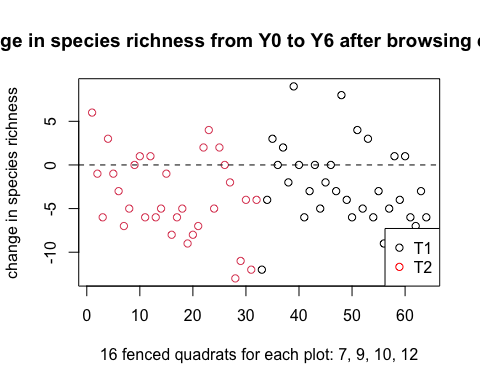 ge in species richness from Y0 to Y6 after browsing
change in species richness
5
0
-5
-10
T1
T2
0 10 20 30 40 50 60
16 fenced quadrats for each plot: 7, 9, 10, 12